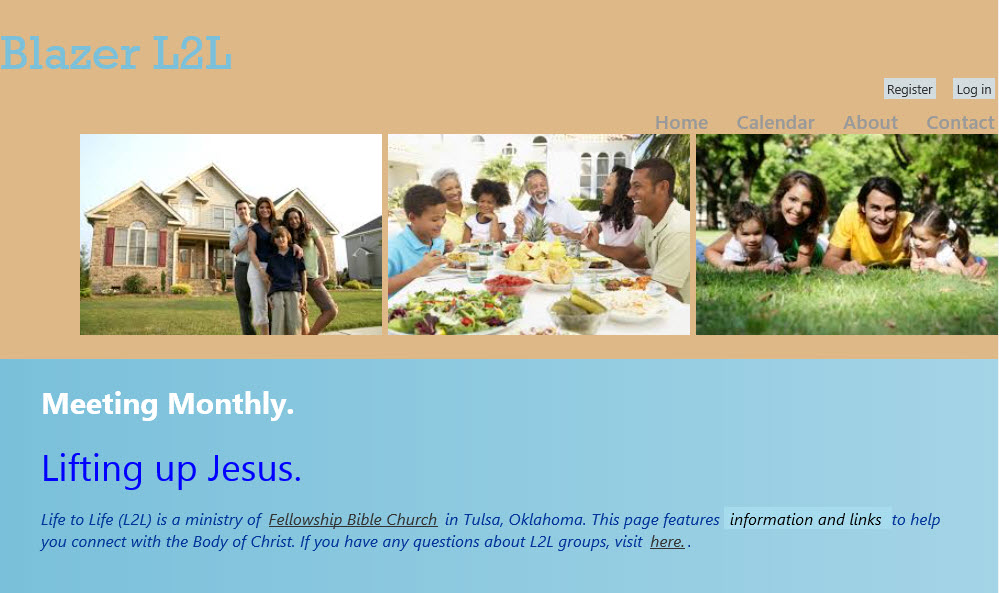 Blazer L2L
Register Log in
Home Calendar About Contact
Meeting Monthly.
Lifting up Jesus.
Life to Life (L2L) is a ministry of Fellowship Bible Church in Tulsa, Oklahoma. This page features information and links to help
you connect with the Body of Christ. If you have any questions about L2L groups, visit here. .